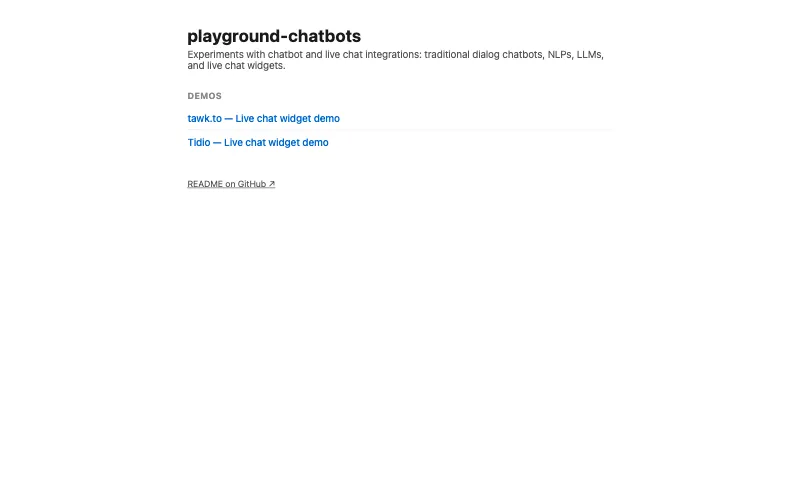 playground-chatbots
Experiments with chatbot and live chat integrations: traditional dialog chatbots, NLPs, LLMs,
and live chat widgets.
DEMOS
tawk.to — Live chat widget demo
Tidio — Live chat widget demo
README on GitHub ↗